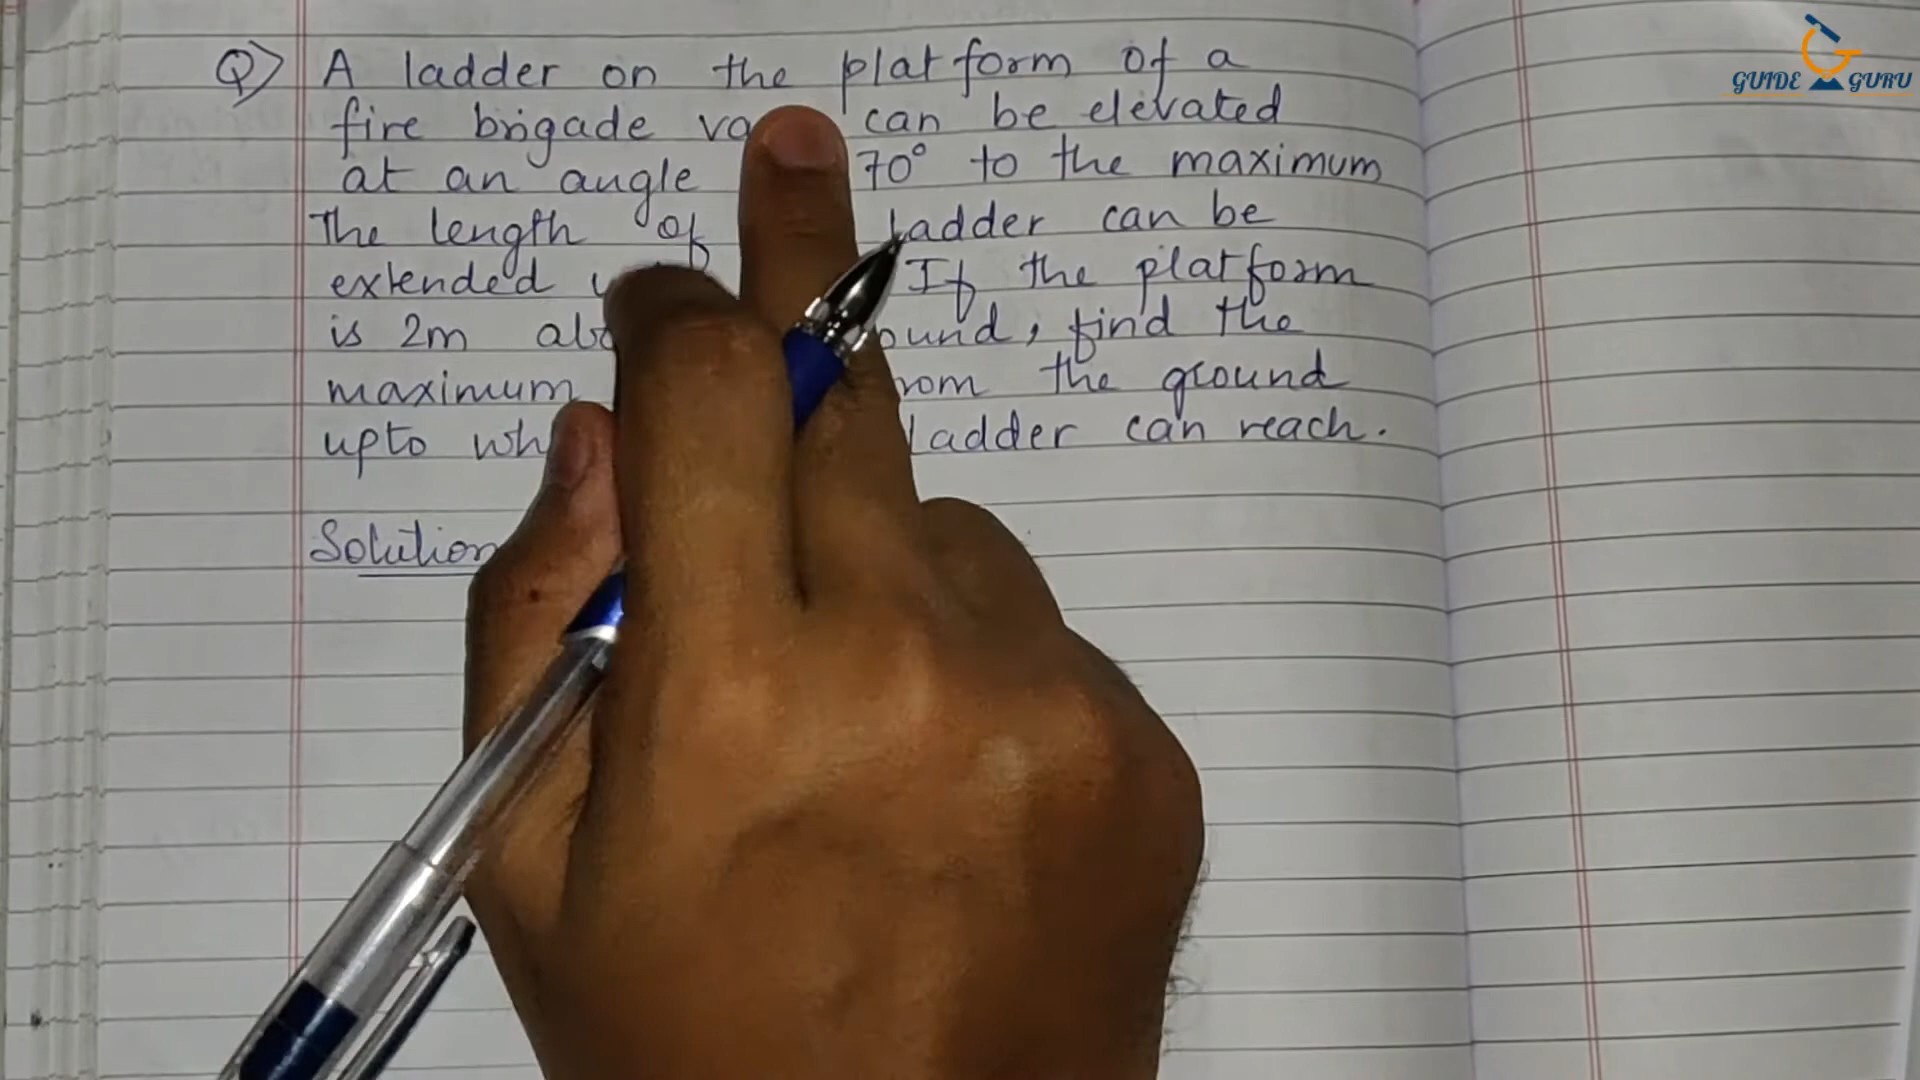 Q) A ladder on the platform of a
fire brigade va can be elevated
at an angle 70° to the maximum
The length of ladder can be
extended If the platform
is 2m ound, find the
maximum rom the ground
upto wh ladder can reach.
Solution
GUIDE GURU